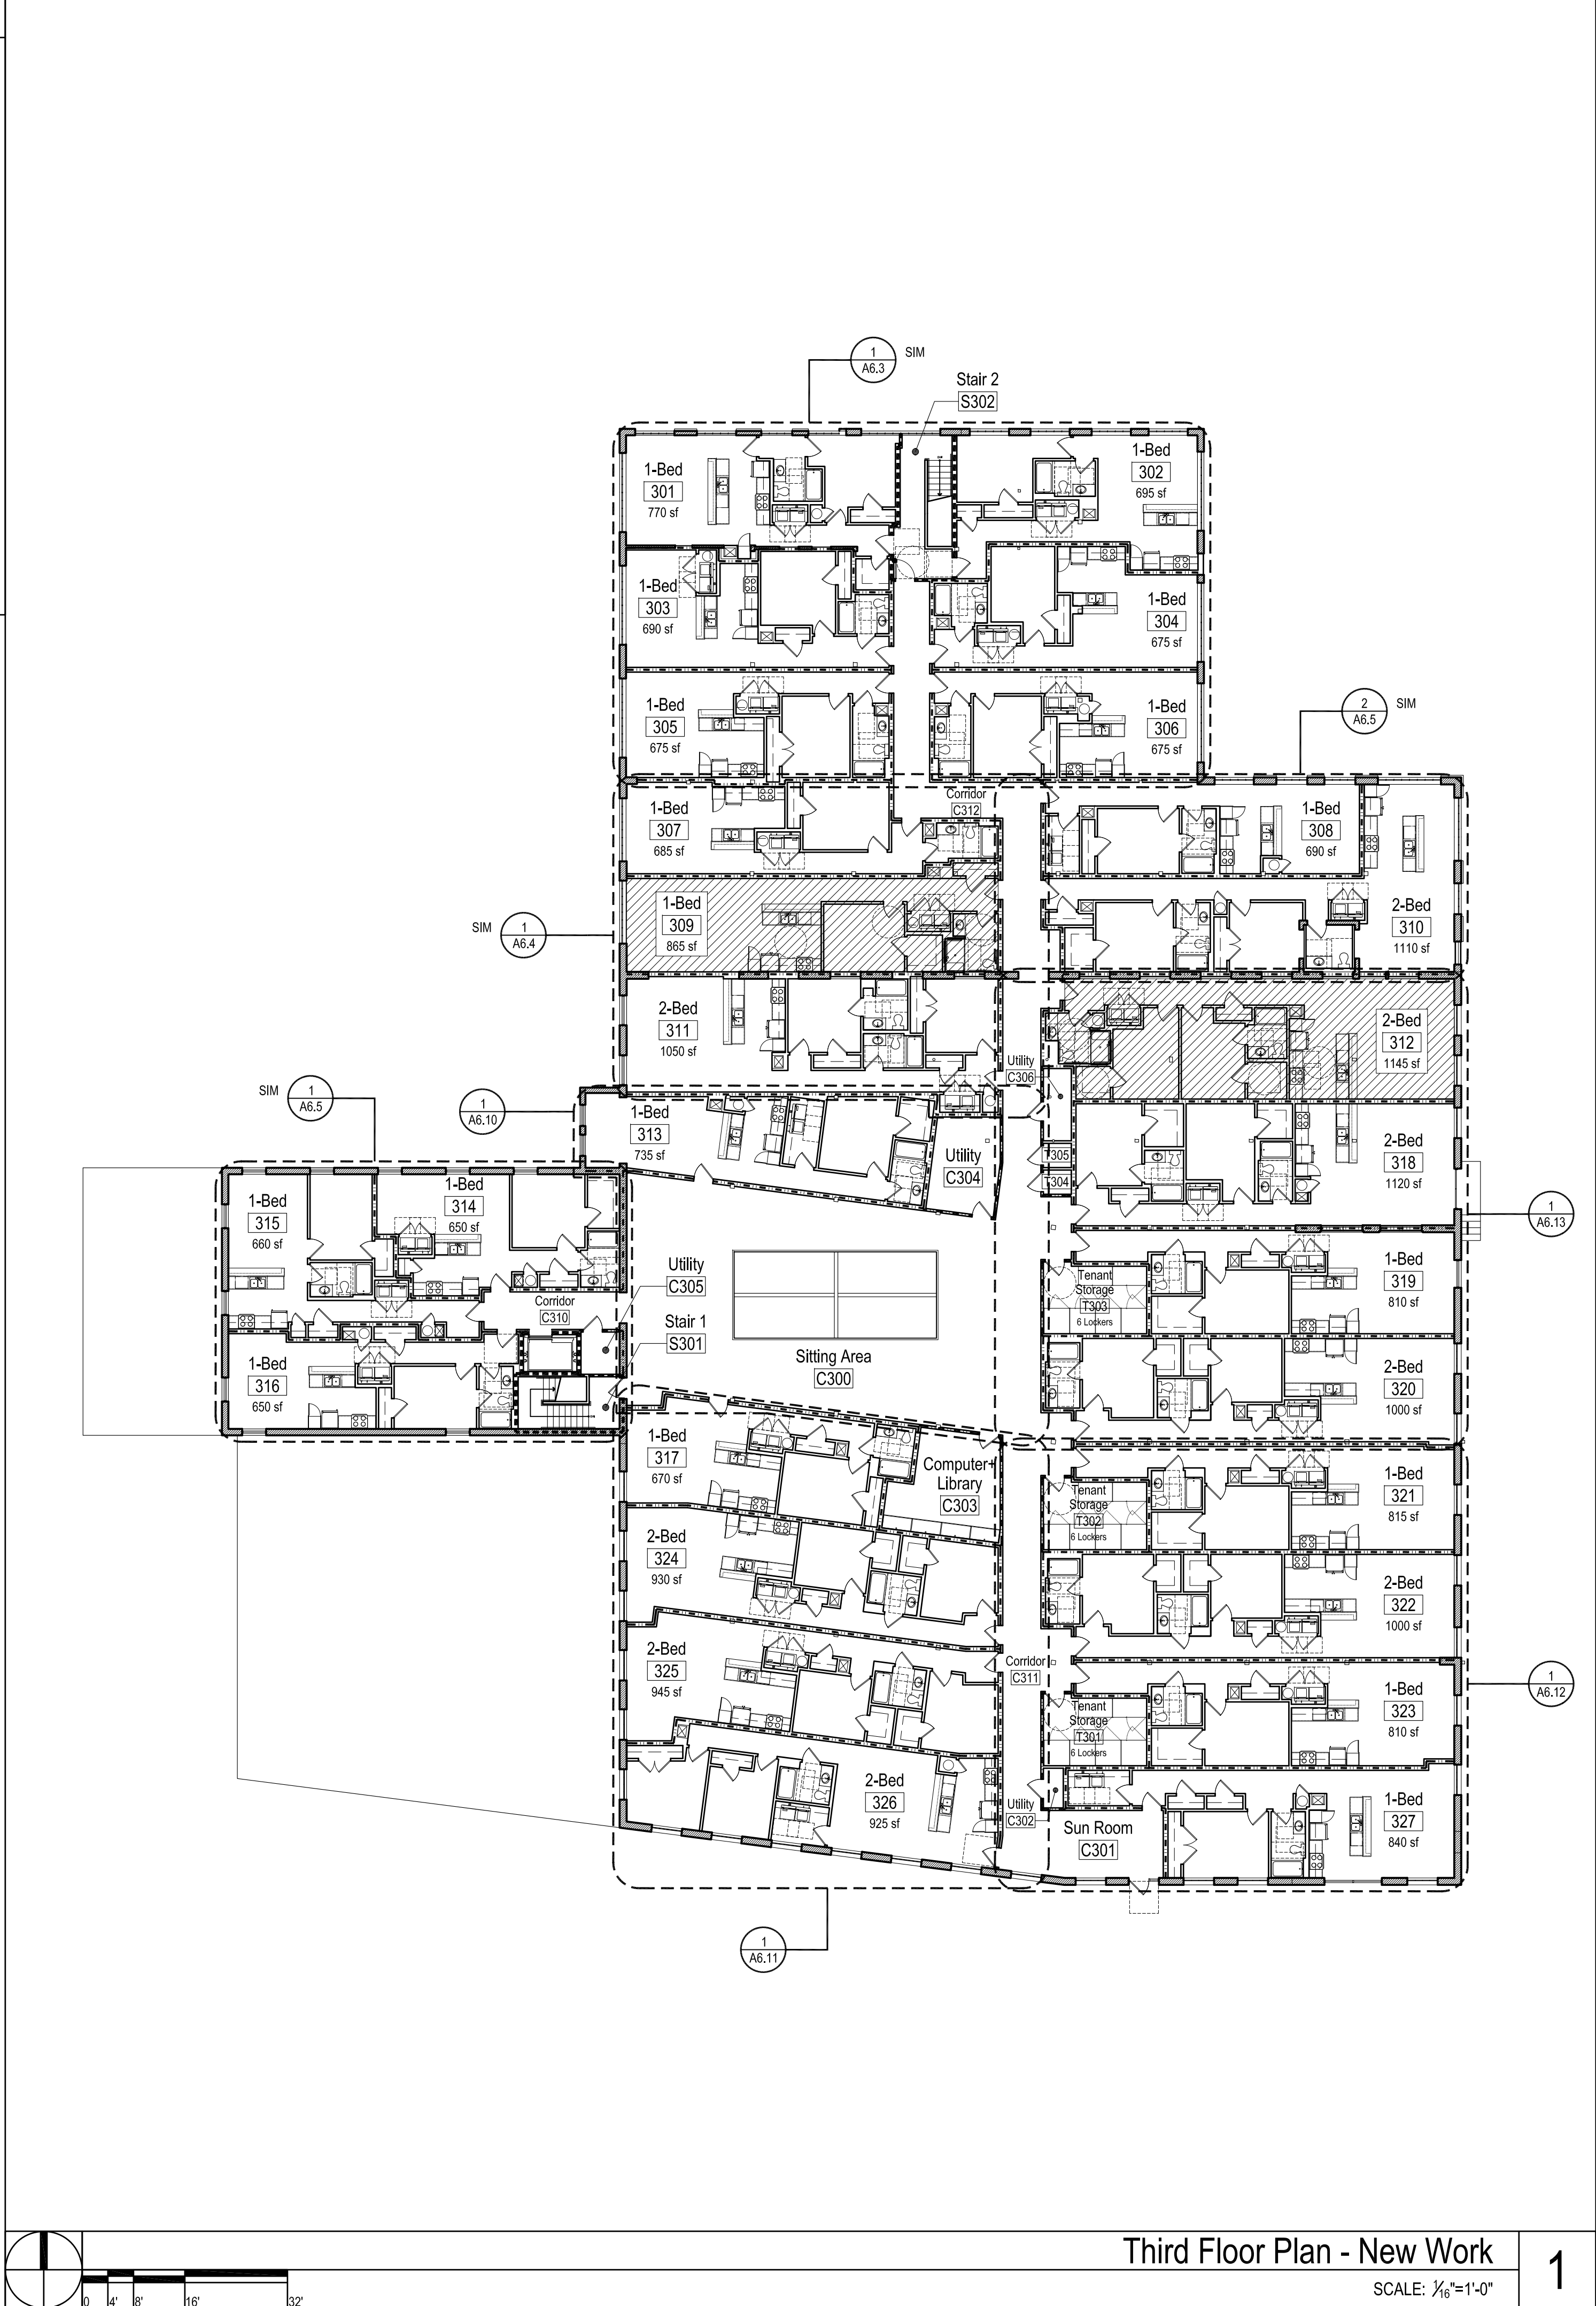 1
A6.3
SIM
Stair 2
S302
1-Bed
301
770 sf
1-Bed
302
695 sf
1-Bed
303
690 sf
1-Bed
304
675 sf
1-Bed
305
675 sf
1-Bed
306
675 sf
2
A6.5
SIM
Corridor
C312
1-Bed
307
685 sf
1-Bed
308
690 sf
SIM
1
A6.4
1-Bed
309
865 sf
2-Bed
310
1110 sf
2-Bed
311
1050 sf
2-Bed
312
1145 sf
Utility
C306
SIM
1
A6.5
1
A6.10
1-Bed
313
735 sf
Utility
C304
T305
T304
2-Bed
318
1120 sf
1-Bed
314
650 sf
1-Bed
315
660 sf
1
A6.13
Utility
C305
Corridor
C310
Stair 1
S301
Tenant
Storage
T303
6 Lockers
1-Bed
319
810 sf
1-Bed
316
650 sf
Sitting Area
C300
2-Bed
320
1000 sf
1-Bed
317
670 sf
Computer+
Library
C303
Tenant
Storage
T302
6 Lockers
1-Bed
321
815 sf
2-Bed
324
930 sf
2-Bed
322
1000 sf
2-Bed
325
945 sf
Corridor
C311
1
A6.12
Tenant
Storage
T301
6 Lockers
1-Bed
323
810 sf
2-Bed
326
925 sf
Utility
C302
Sun Room
C301
1-Bed
327
840 sf
1
A6.11
Third Floor Plan - New Work
1
SCALE: 1/16"=1'-0"
0 4' 8' 16' 32'